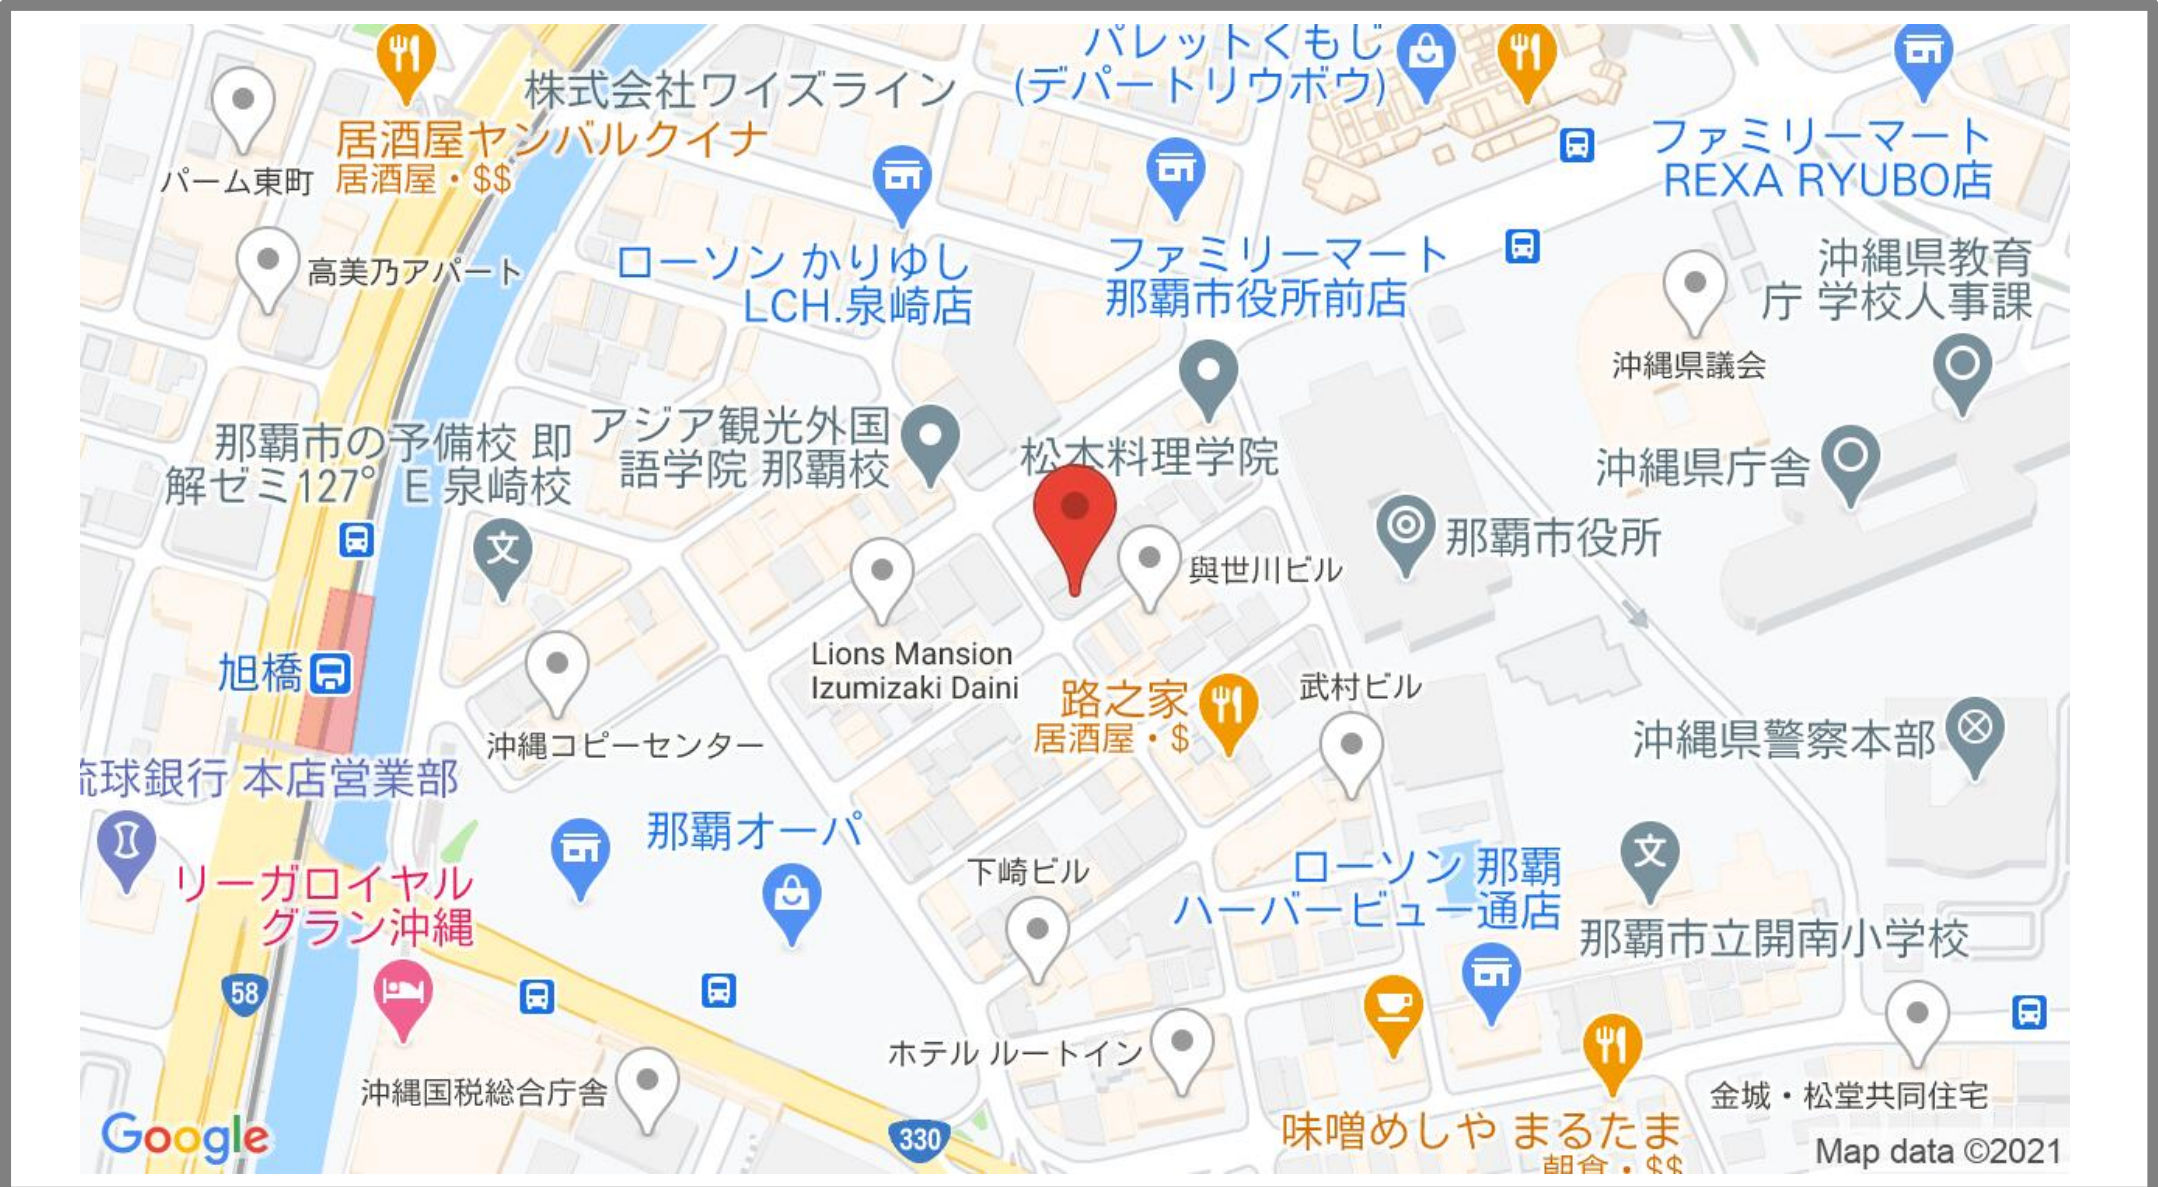 パレットくもじ
(デパートリウボウ)
株式会社ワイズライン
居酒屋ヤンバルクイナ
居酒屋・$$
パーム東町
ファミリーマート
REXA RYUBO店
高美乃アパート
ローソン かりゆし
LCH.泉崎店
ファミリーマート
那覇市役所前店
沖縄県教育
庁 学校人事課
沖縄県議会
那覇市の予備校 即
解ゼミ127° E 泉崎校
アジア観光外国
語学院 那覇校
松本料理学院
沖縄県庁舎
那覇市役所
與世川ビル
文
旭橋
Lions Mansion
Izumizaki Daini
路之家
居酒屋・$
武村ビル
沖縄コピーセンター
沖縄県警察本部
琉球銀行 本店営業部
那覇オーパ
リーガロイヤル
グラン沖縄
下崎ビル
ローソン 那覇
ハーバービュー通店
文
那覇市立開南小学校
58
ホテル ルートイン
沖縄国税総合庁舎
金城・松堂共同住宅
330
味噌めしや まるたま
朝食・$$
Google
Map data ©2021